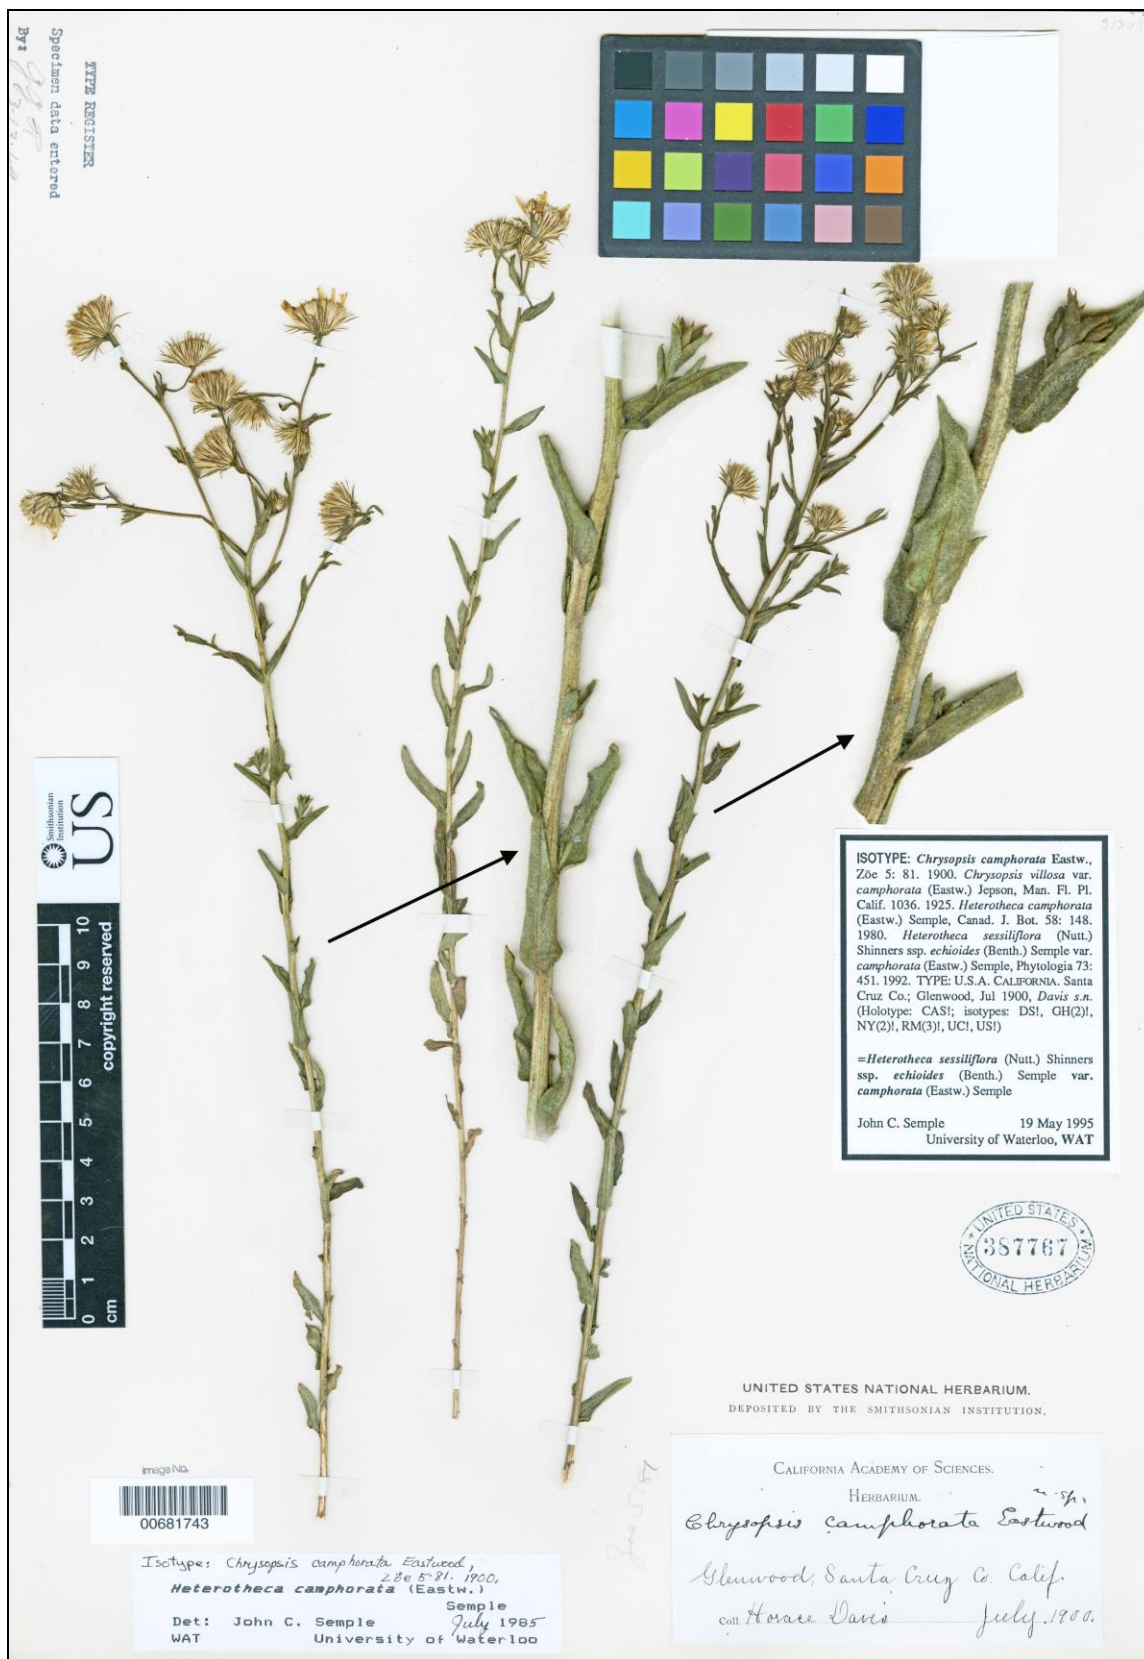 TYPE REGISTER
Specimen data entered
By:
Smithsonian
Institution
US
10
9
8
7
6
5
4
3
2
1
0
cm
copyright reserved
ISOTYPE: Chrysopsis camphorata Eastw.,
Zöe 5: 81. 1900. Chrysopsis villosa var.
camphorata (Eastw.) Jepson, Man. Fl. Pl.
Calif. 1036. 1925. Heterotheca camphorata
(Eastw.) Semple, Canad. J. Bot. 58: 148.
1980. Heterotheca sessiliflora (Nutt.)
Shinners ssp. echioides (Benth.) Semple var.
camphorata (Eastw.) Semple, Phytologia 73:
451. 1992. TYPE: U.S.A. CALIFORNIA. Santa
Cruz Co.; Glenwood, Jul 1900, Davis s.n.
(Holotype: CAS!; isotypes: DS!, GH(2)!,
NY(2)!, RM(3)!, UC!, US!)
=Heterotheca sessiliflora (Nutt.) Shinners
ssp. echioides (Benth.) Semple var.
camphorata (Eastw.) Semple
John C. Semple 19 May 1995
University of Waterloo, WAT
UNITED STATES
387767
NATIONAL HERBARIUM
UNITED STATES NATIONAL HERBARIUM.
DEPOSITED BY THE SMITHSONIAN INSTITUTION.
Zoe 5:81
CALIFORNIA ACADEMY OF SCIENCES.
HERBARIUM.
n. sp.
Chrysopsis camphorata Eastwood
Glenwood, Santa Cruz Co. Calif.
Coll. Horace Davis July, 1900.
Image No.
00681743
Isotype: Chrysopsis camphorata Eastwood,
Zöe 5 81. 1900.
Heterotheca camphorata (Eastw.)
Semple
Det: John C. Semple July 1985
WAT University of Waterloo